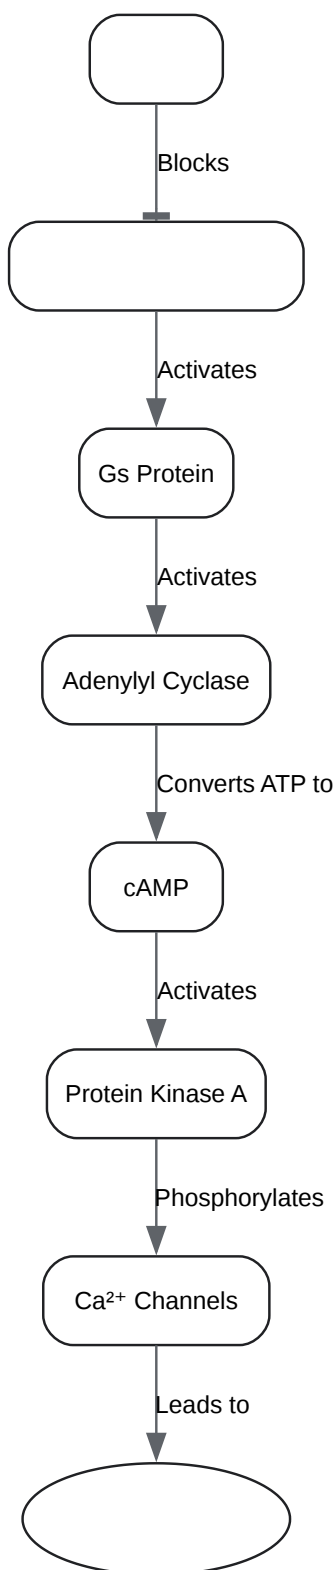 Blocks
Activates
Gs Protein
Activates
Adenylyl Cyclase
Converts ATP to
cAMP
Activates
Protein Kinase A
Phosphorylates
Ca²⁺ Channels
Leads to